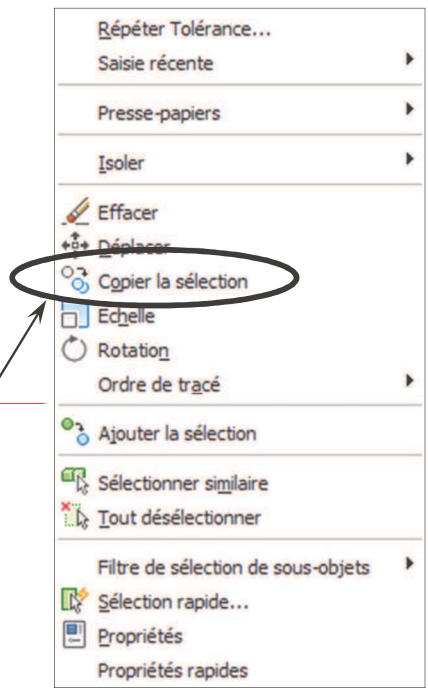 Répéter Tolérance...
Saisie récente
Presse-papiers
Isoler
Effacer
Déplacer
Copier la sélection
Echelle
Rotation
Ordre de tracé
Ajouter la sélection
Sélectionner similaire
Tout désélectionner
Filtre de sélection de sous-objets
Sélection rapide...
Propriétés
Propriétés rapides